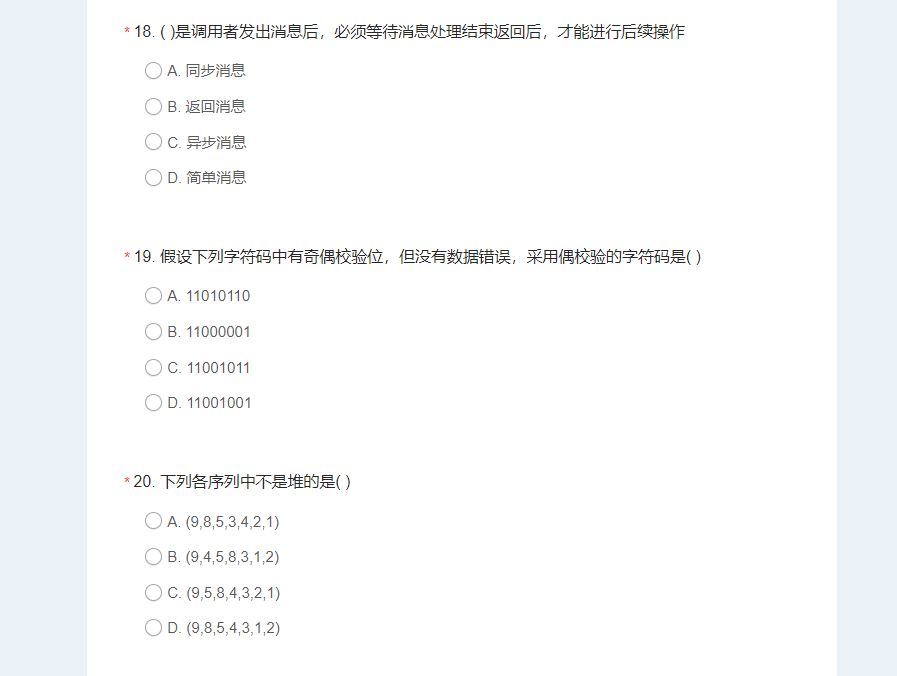 * 18. ( )是调用者发出消息后，必须等待消息处理结束返回后，才能进行后续操作
A. 同步消息
B. 返回消息
C. 异步消息
D. 简单消息
* 19. 假设下列字符码中有奇偶校验位，但没有数据错误，采用偶校验的字符码是( )
A. 11010110
B. 11000001
C. 11001011
D. 11001001
* 20. 下列各序列中不是堆的是( )
A. (9,8,5,3,4,2,1)
B. (9,4,5,8,3,1,2)
C. (9,5,8,4,3,2,1)
D. (9,8,5,4,3,1,2)